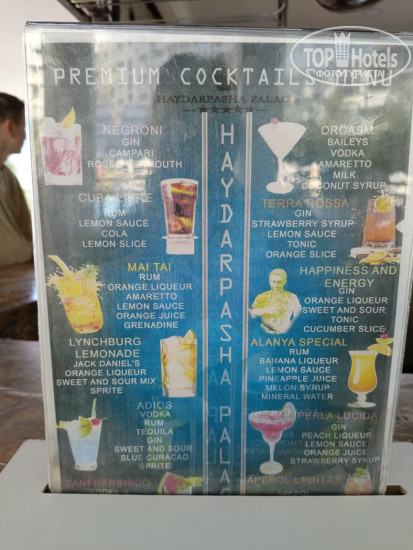 TOP Hotels
ФОТО ТУРИСТА
PREMIUM COCKTAILS MENU
HAYDARPASHA PALACE
HAYDARPASHA PALAC
NEGRONI
GIN
CAMPARI
ROSSO VERMOUTH
CUBA LIBRE
RUM
LEMON SAUCE
COLA
LEMON SLICE
MAI TAI
RUM
ORANGE LIQUEUR
AMARETTO
LEMON SAUCE
ORANGE JUICE
GRENADINE
LYNCHBURG
LEMONADE
JACK DANIEL'S
ORANGE LIQUEUR
SWEET AND SOUR MIX
SPRITE
ADIOS
VODKA
RUM
TEQUILA
GIN
SWEET AND SOUR
BLUE CURACAO
SPRITE
SANFRANSISCO
ORGASM
BAILEYS
VODKA
AMARETTO
MILK
COCONUT SYRUP
TERRA ROSSA
GIN
STRAWBERRY SYRUP
LEMON SAUCE
TONIC
ORANGE SLICE
HAPPINESS AND
ENERGY
GIN
ORANGE LIQUEUR
SWEET AND SOUR
TONIC
CUCUMBER SLICE
ALANYA SPECIAL
RUM
BANANA LIQUEUR
LEMON SAUCE
PINEAPPLE JUICE
MELON SYRUP
MINERAL WATER
PERLA LUCIDA
GIN
PEACH LIQUEUR
LEMON SAUCE
ORANGE JUICE
STRAWBERRY SYRUP
APEROL SPRITZ